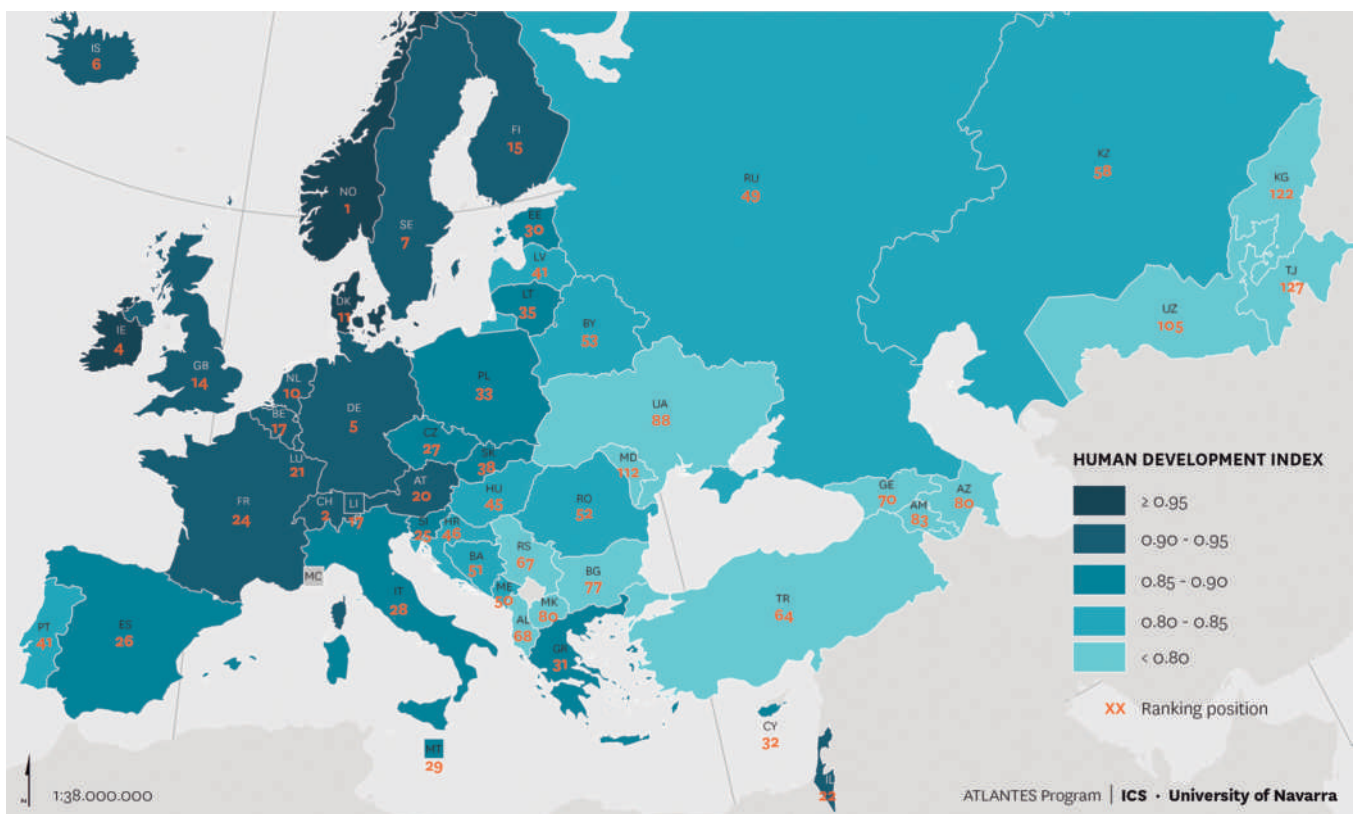 IS
6
FI
15
NO
1
SE
7
RU
49
KZ
58
KG
122
TJ
127
UZ
105
EE
30
LV
41
LT
35
BY
53
DK
11
IE
4
GB
14
NL
10
BE
17
DE
5
PL
33
UA
88
CZ
27
SK
38
LU
21
FR
24
CH
2
LI
17
AT
20
HU
45
MD
112
RO
52
SI
25
HR
46
BA
51
RS
67
BG
77
ME
50
MK
80
AL
68
GR
31
MC
IT
28
PT
41
ES
26
MT
29
TR
64
GE
70
AM
83
AZ
80
CY
32
IL
22
HUMAN DEVELOPMENT INDEX
≥ 0.95
0.90 - 0.95
0.85 - 0.90
0.80 - 0.85
< 0.80
XX Ranking position
N
1:38.000.000
ATLANTES Program | ICS · University of Navarra